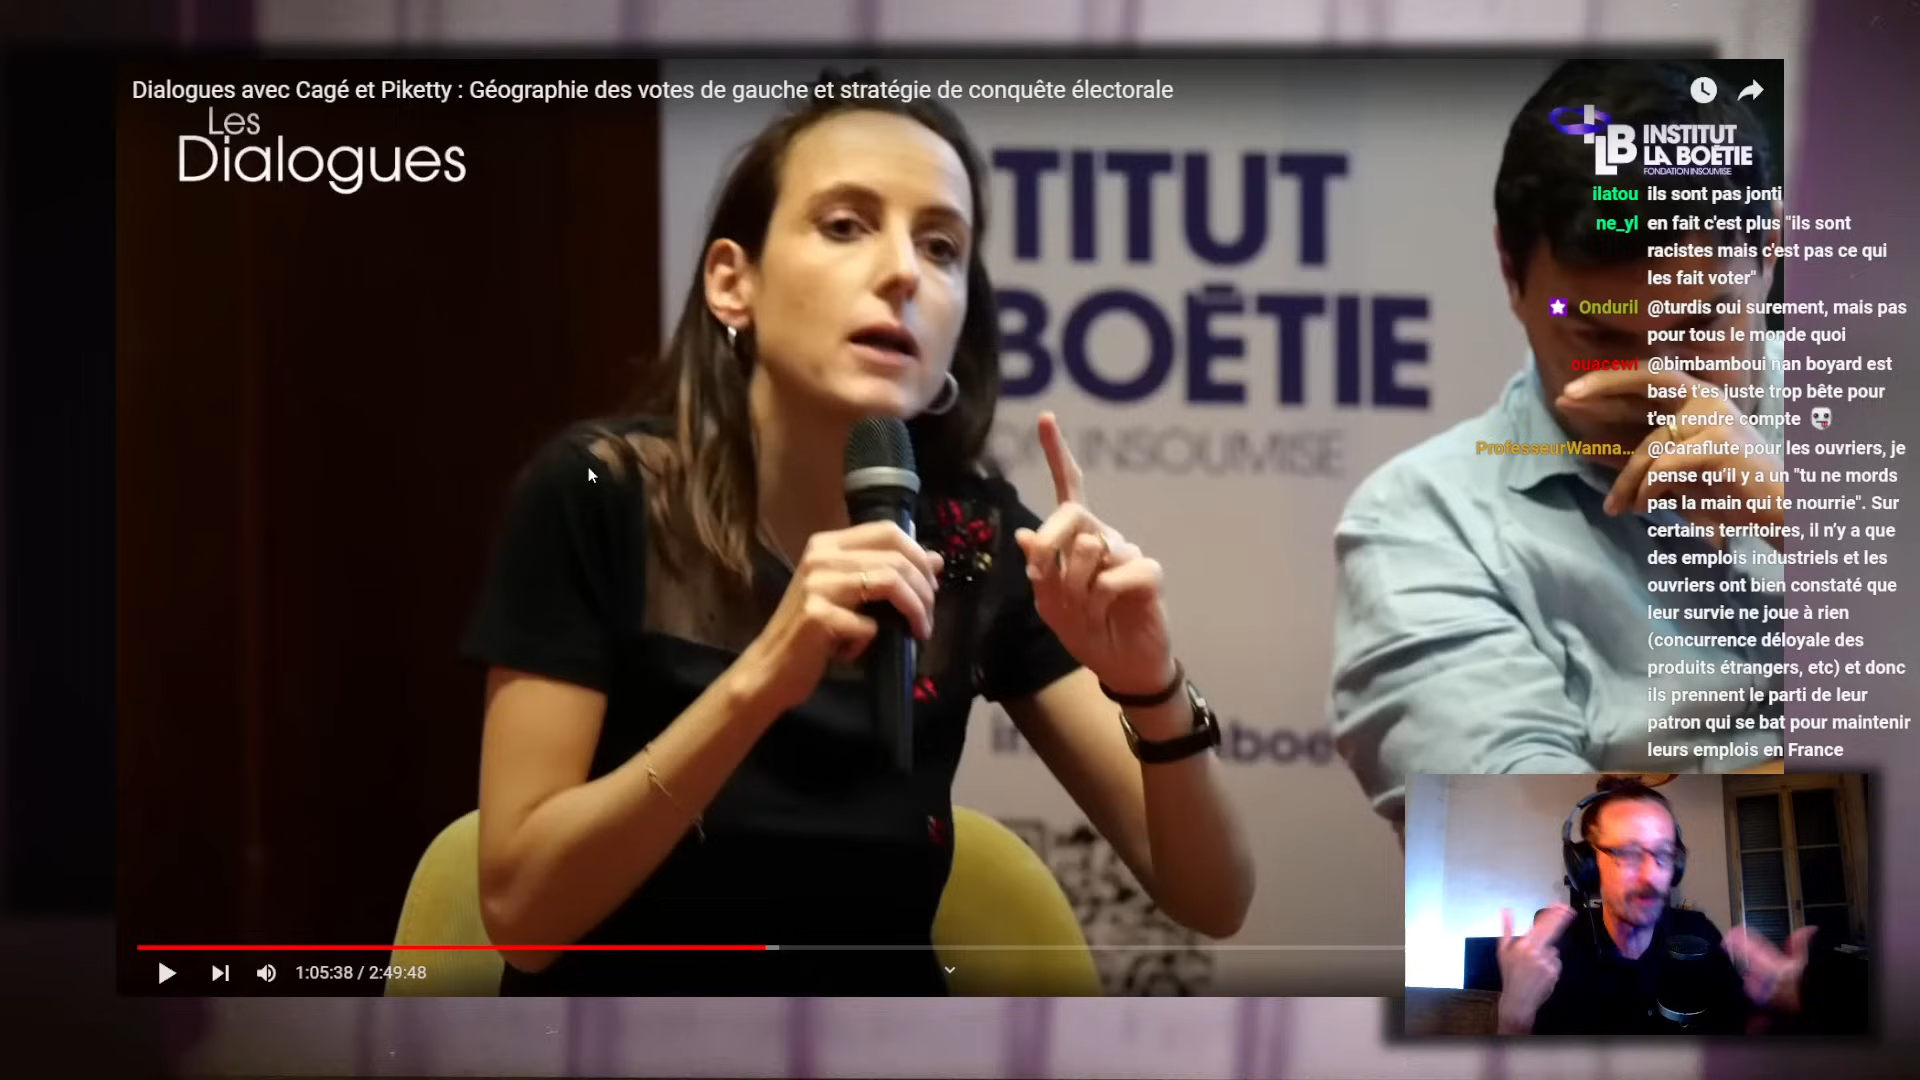 Dialogues avec Cagé et Piketty : Géographie des votes de gauche et stratégie de conquête électorale
Les
Dialogues
TITUT
BOÉTIE
ON INSOUMISE
boe
INSTITUT
LA BOÉTIE
FONDATION INSOUMISE
ilatou ils sont pas jonti
ne_yl en fait c'est plus "ils sont
racistes mais c'est pas ce qui
les fait voter"
Onduril @turdis oui surement, mais pas
pour tous le monde quoi
ouacewi @bimbamboui nan boyard est
basé t'es juste trop bête pour
t'en rendre compte
ProfesseurWanna... @Caraflute pour les ouvriers, je
pense qu'il y a un "tu ne mords
pas la main qui te nourrie". Sur
certains territoires, il n'y a que
des emplois industriels et les
ouvriers ont bien constaté que
leur survie ne joue à rien
(concurrence déloyale des
produits étrangers, etc) et donc
ils prennent le parti de leur
patron qui se bat pour maintenir
leurs emplois en France
1:05:38 / 2:49:48